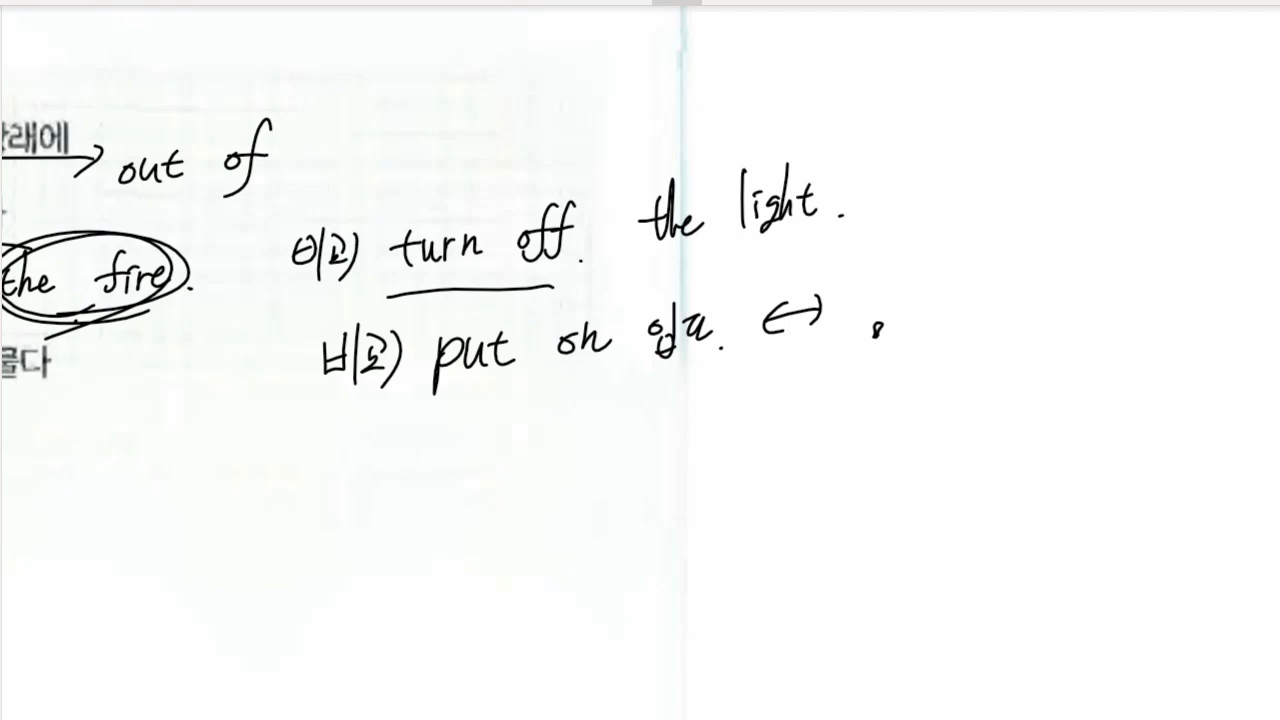 래에
out of
비교) turn off. the light.
the fire.
비교) put on 입다. ↔
물다